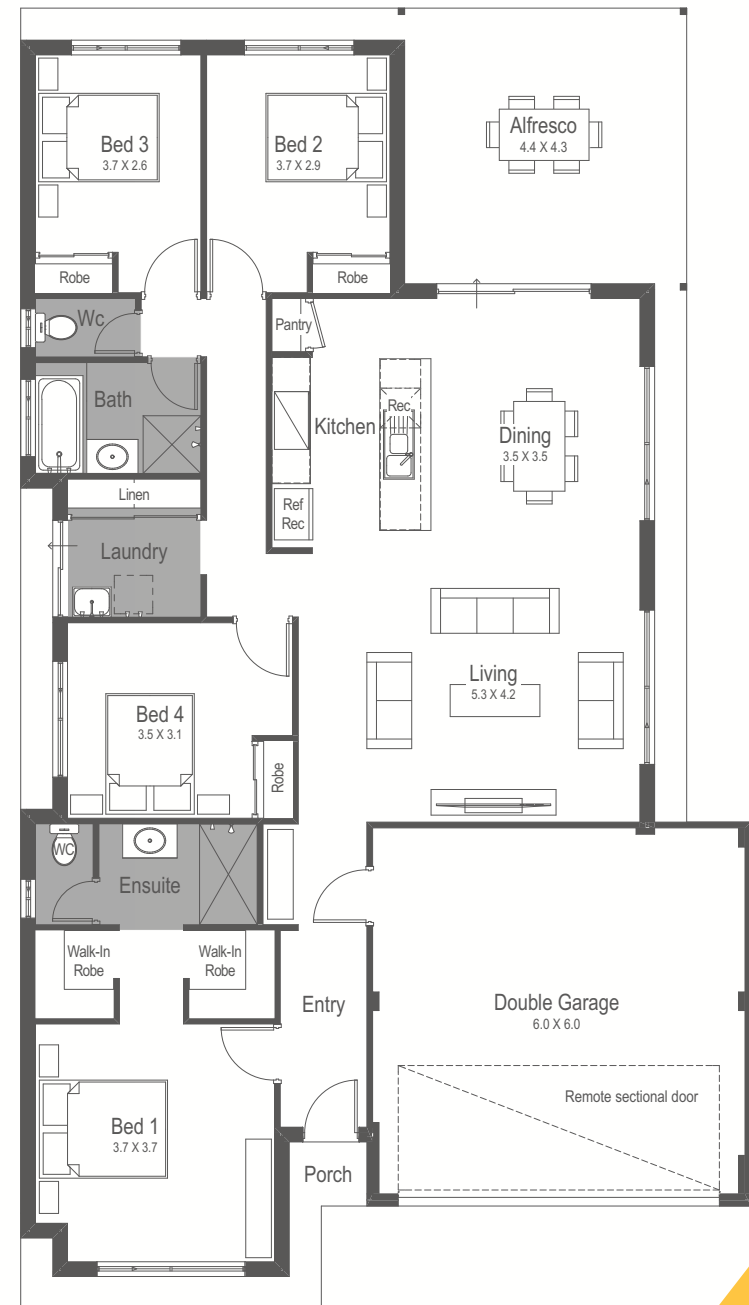 Bed 3
3.7 X 2.6
Bed 2
3.7 X 2.9
Alfresco
4.4 X 4.3
Robe
Robe
Wc
Pantry
Bath
Kitchen
Rec
Dining
3.5 X 3.5
Linen
Ref
Rec
Laundry
Living
5.3 X 4.2
Bed 4
3.5 X 3.1
Robe
WC
Ensuite
Walk-In
Robe
Walk-In
Robe
Entry
Double Garage
6.0 X 6.0
Remote sectional door
Bed 1
3.7 X 3.7
Porch